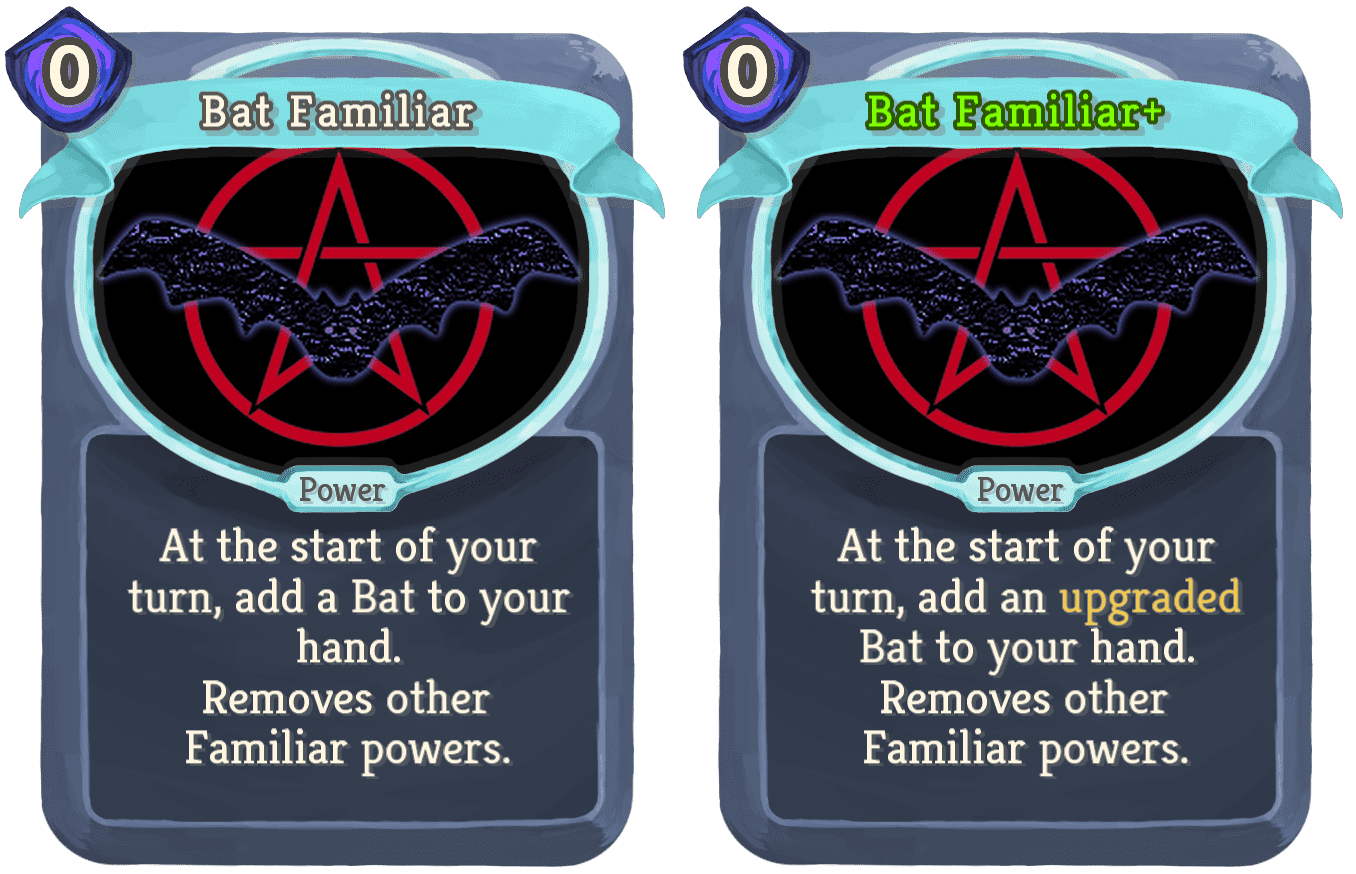 0
Bat Familiar
Power
At the start of your
turn, add a Bat to your
hand.
Removes other
Familiar powers.
0
Bat Familiar+
Power
At the start of your
turn, add an upgraded
Bat to your hand.
Removes other
Familiar powers.